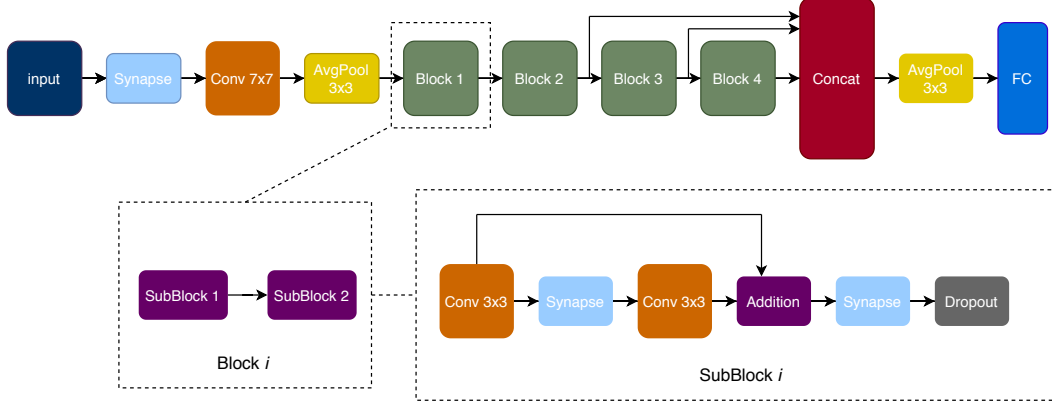 input
Synapse
Conv 7x7
AvgPool
3x3
Block 1
Block 2
Block 3
Block 4
Concat
AvgPool
3x3
FC
SubBlock 1
SubBlock 2
Block i
Conv 3x3
Synapse
Conv 3x3
Addition
Synapse
Dropout
SubBlock i